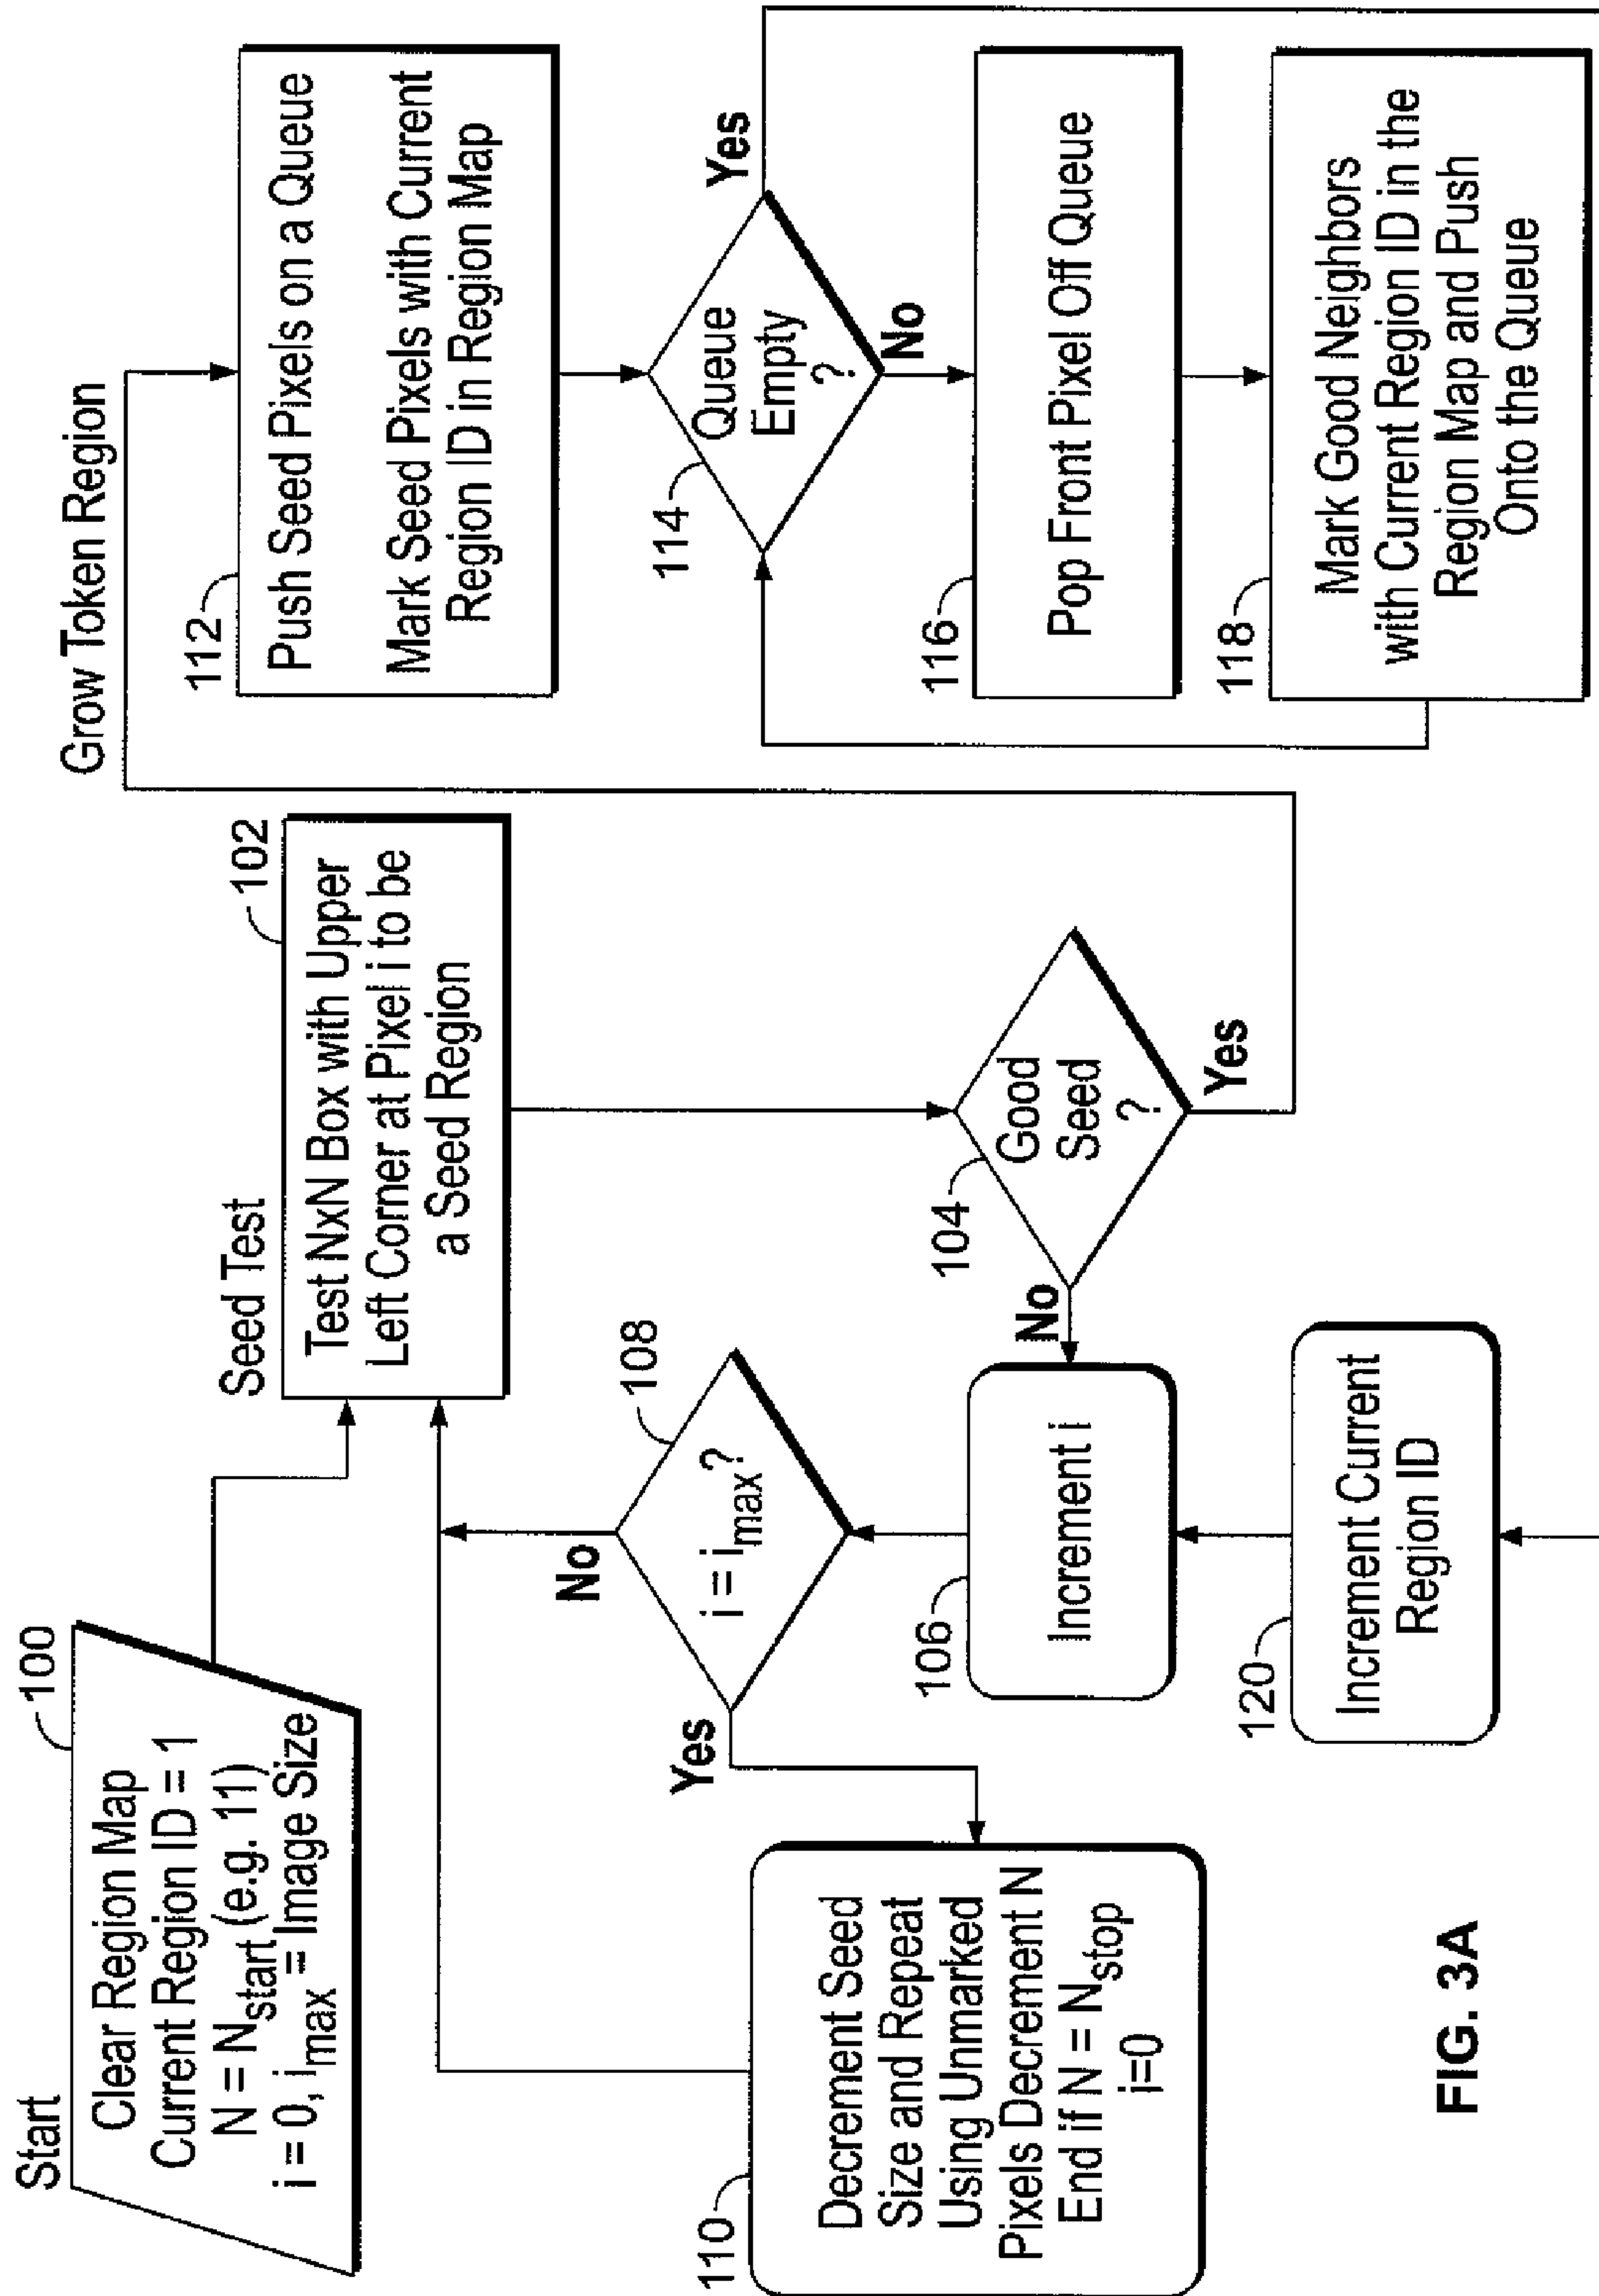 Start
100
Clear Region Map
Current Region ID = 1
N = Nstart (e.g. 11)
i = 0, imax = Image Size
Seed Test
102
Test NxN Box with Upper
Left Corner at Pixel i to be
a Seed Region
104
Good
Seed
?
No
Yes
106
Increment i
108
i = imax?
No
Yes
110
Decrement Seed
Size and Repeat
Using Unmarked
Pixels Decrement N
End if N = Nstop
i=0
120
Increment Current
Region ID
Grow Token Region
112
Push Seed Pixels on a Queue
Mark Seed Pixels with Current
Region ID in Region Map
114
Queue
Empty
?
Yes
No
116
Pop Front Pixel Off Queue
118
Mark Good Neighbors
with Current Region ID in the
Region Map and Push
Onto the Queue
FIG. 3A